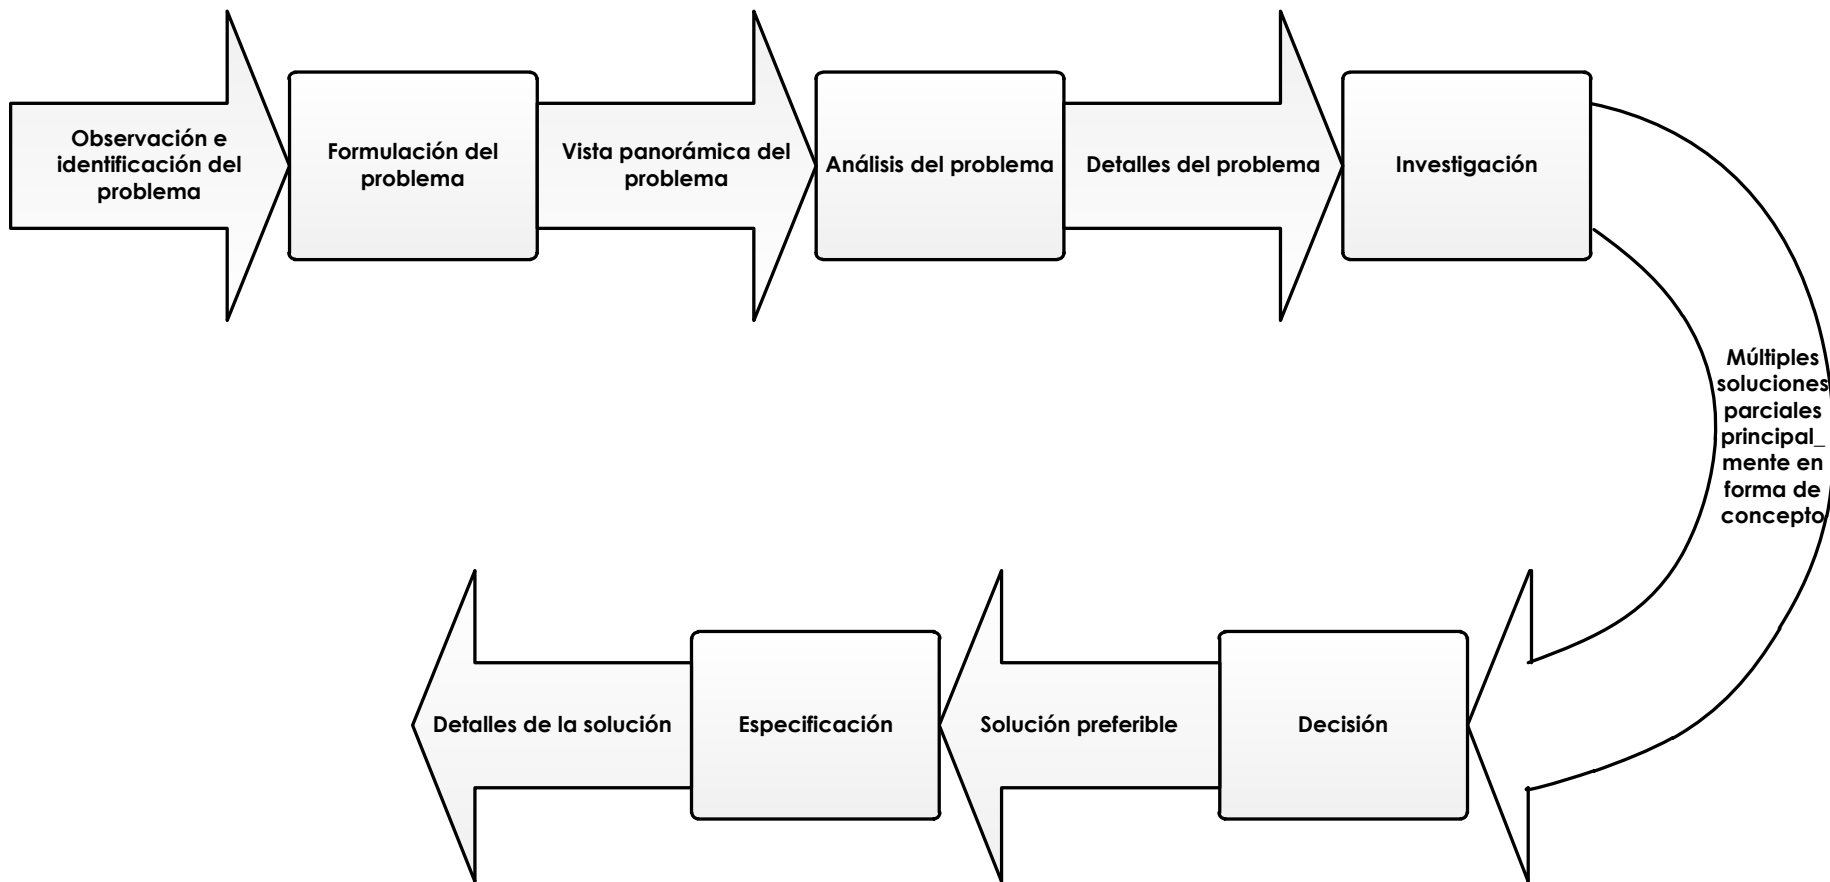 Observación e
identificación del
problema
Formulación del
problema
Vista panorámica del
problema
Análisis del problema
Detalles del problema
Investigación
Múltiples
soluciones
parciales
principal_
mente en
forma de
concepto
Decisión
Solución preferible
Especificación
Detalles de la solución